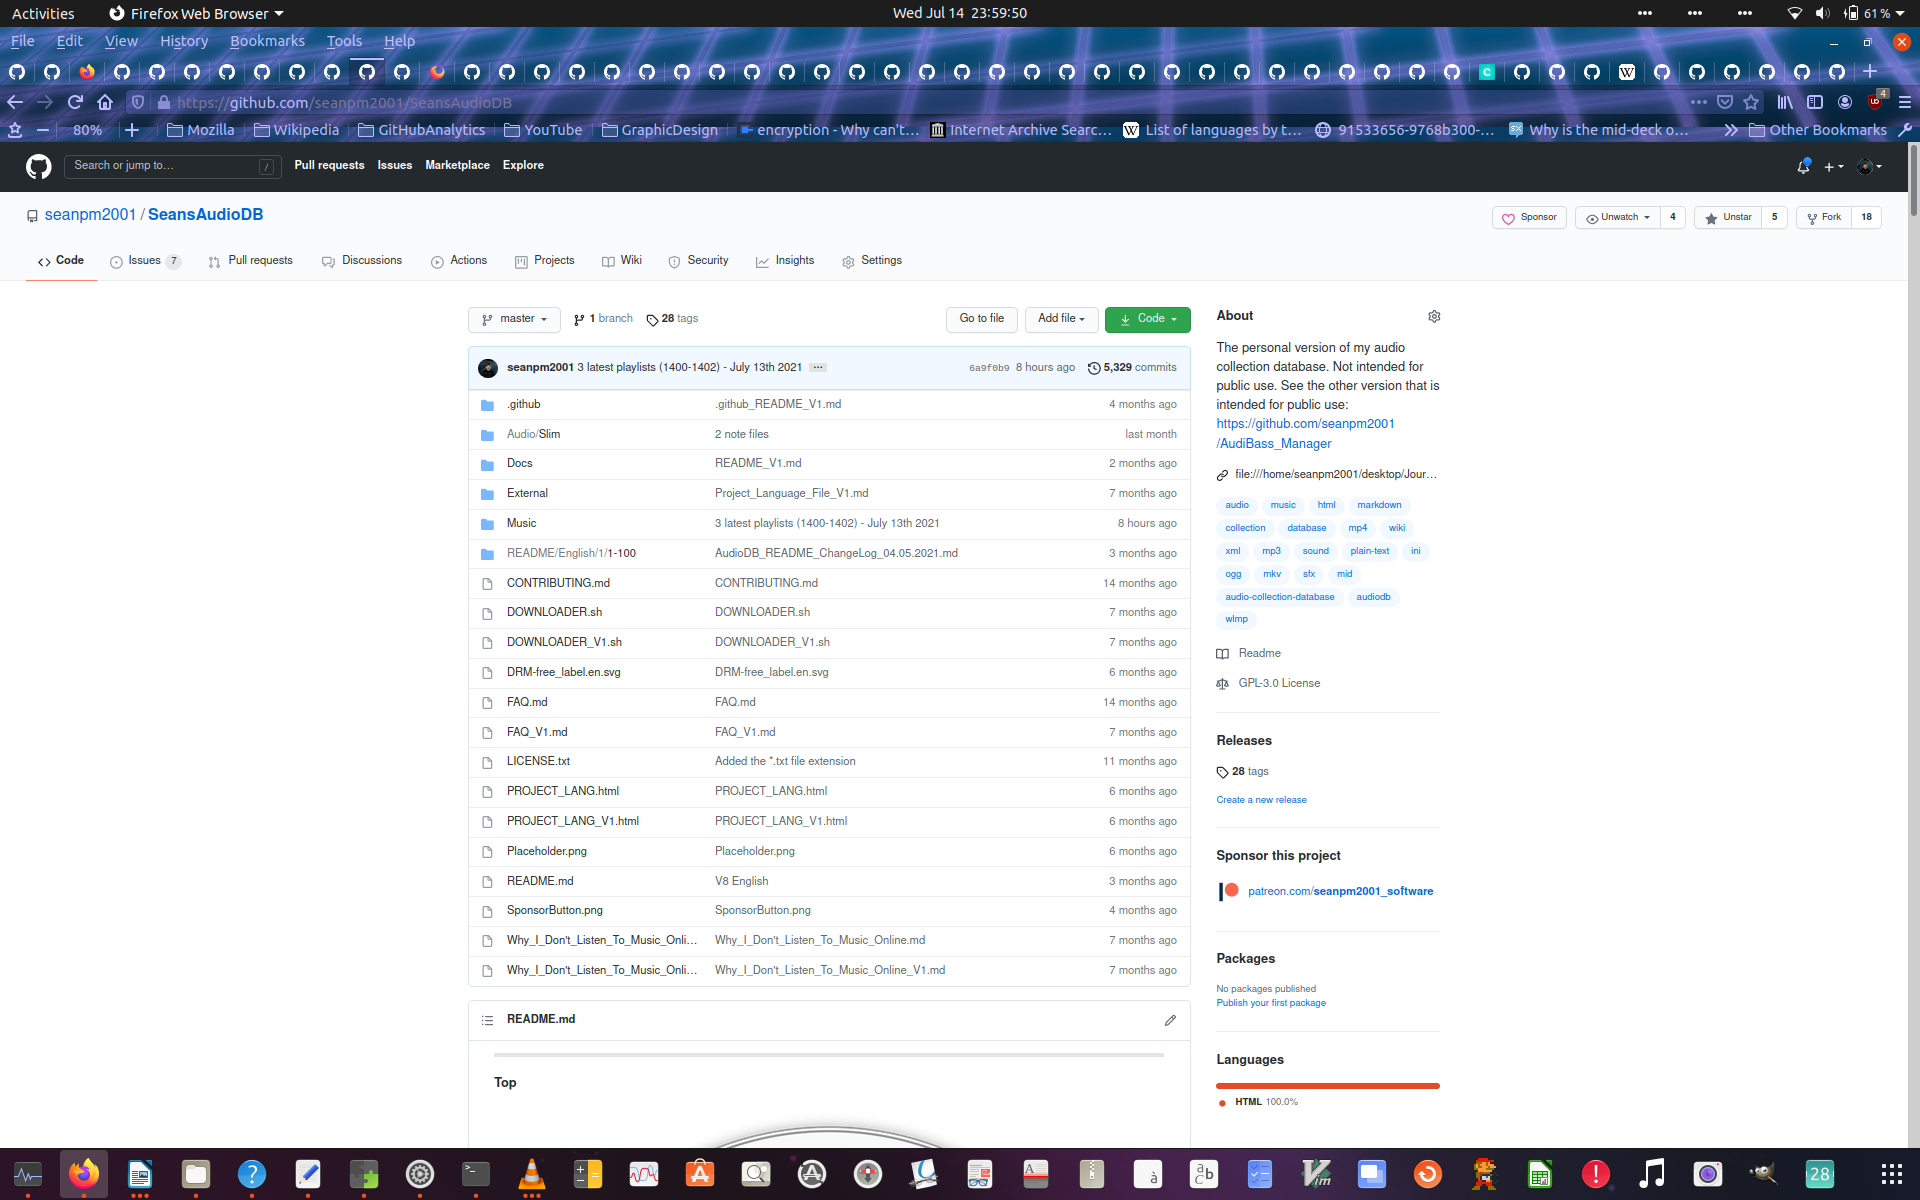 Activities Firefox Web Browser Wed Jul 14 23:59:50 61 %
File Edit View History Bookmarks Tools Help
https://github.com/seanpm2001/SeansAudioDB 4
80% Mozilla Wikipedia GitHubAnalytics YouTube GraphicDesign encryption - Why can't… Internet Archive Searc… List of languages by t… 91533656-9768b300-… Why is the mid-deck o… Other Bookmarks
Search or jump to… / Pull requests Issues Marketplace Explore
seanpm2001 / SeansAudioDB
Sponsor Unwatch 4 Unstar 5 Fork 18
Code Issues 7 Pull requests Discussions Actions Projects Wiki Security Insights Settings
master 1 branch 28 tags Go to file Add file Code
seanpm2001 3 latest playlists (1400-1402) - July 13th 2021 ··· 6a9f0b9 8 hours ago 5,329 commits
.github .github_README_V1.md 4 months ago
Audio/Slim 2 note files last month
Docs README_V1.md 2 months ago
External Project_Language_File_V1.md 7 months ago
Music 3 latest playlists (1400-1402) - July 13th 2021 8 hours ago
README/English/1/1-100 AudioDB_README_ChangeLog_04.05.2021.md 3 months ago
CONTRIBUTING.md CONTRIBUTING.md 14 months ago
DOWNLOADER.sh DOWNLOADER.sh 7 months ago
DOWNLOADER_V1.sh DOWNLOADER_V1.sh 7 months ago
DRM-free_label.en.svg DRM-free_label.en.svg 6 months ago
FAQ.md FAQ.md 14 months ago
FAQ_V1.md FAQ_V1.md 7 months ago
LICENSE.txt Added the *.txt file extension 11 months ago
PROJECT_LANG.html PROJECT_LANG.html 6 months ago
PROJECT_LANG_V1.html PROJECT_LANG_V1.html 6 months ago
Placeholder.png Placeholder.png 6 months ago
README.md V8 English 3 months ago
SponsorButton.png SponsorButton.png 4 months ago
Why_I_Don't_Listen_To_Music_Onli… Why_I_Don't_Listen_To_Music_Online.md 7 months ago
Why_I_Don't_Listen_To_Music_Onli… Why_I_Don't_Listen_To_Music_Online_V1.md 7 months ago
README.md
Top
About
The personal version of my audio
collection database. Not intended for
public use. See the other version that is
intended for public use:
https://github.com/seanpm2001
/AudiBass_Manager
file:///home/seanpm2001/desktop/Jour…
audio music html markdown
collection database mp4 wiki
xml mp3 sound plain-text ini
ogg mkv sfx mid
audio-collection-database audiodb
wlmp
Readme
GPL-3.0 License
Releases
28 tags
Create a new release
Sponsor this project
patreon.com/seanpm2001_software
Packages
No packages published
Publish your first package
Languages
HTML 100.0%
28